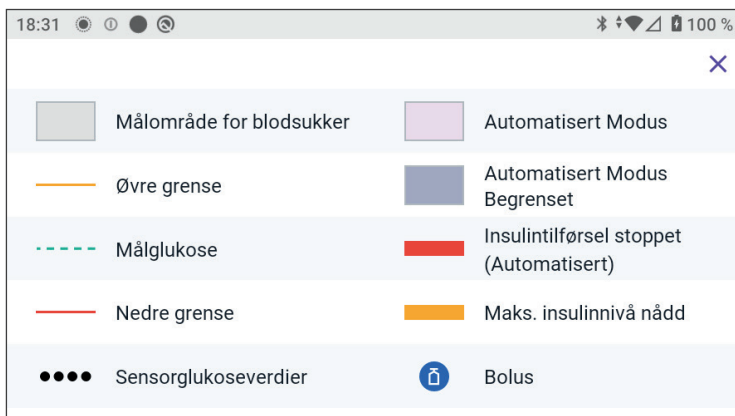 18:31 100 %
Målområde for blodsukker Automatisert Modus
Øvre grense Automatisert Modus
Begrenset
Målglukose Insulintilførsel stoppet
(Automatisert)
Nedre grense Maks. insulinnivå nådd
Sensorglukoseverdier Bolus